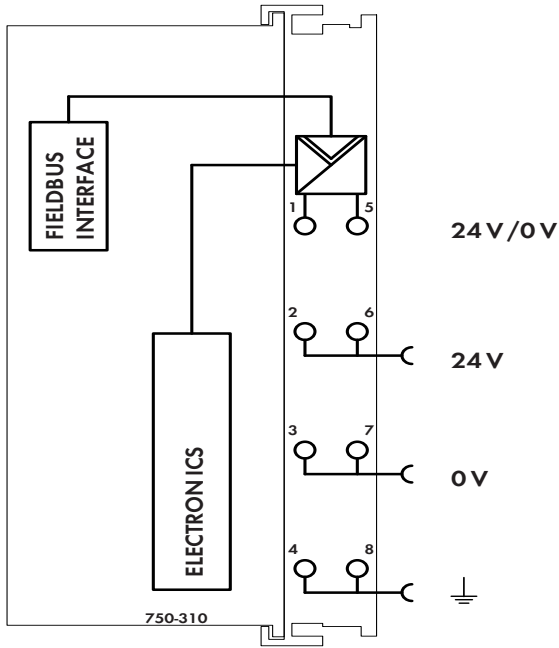 FIELDBUS
INTERFACE
1
5
24 V/0 V
2
6
24 V
3
7
0 V
ELECTRONICS
4
8
750-310